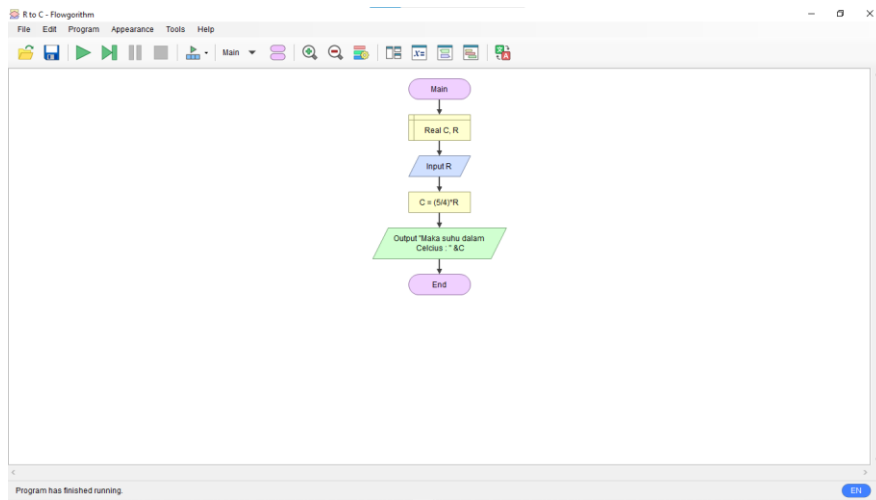 R to C - Flowgorithm
File Edit Program Appearance Tools Help
Main
Main
Real C, R
Input R
C = (5/4)*R
Output "Maka suhu dalam
Celcius : " &C
End
Program has finished running.
EN